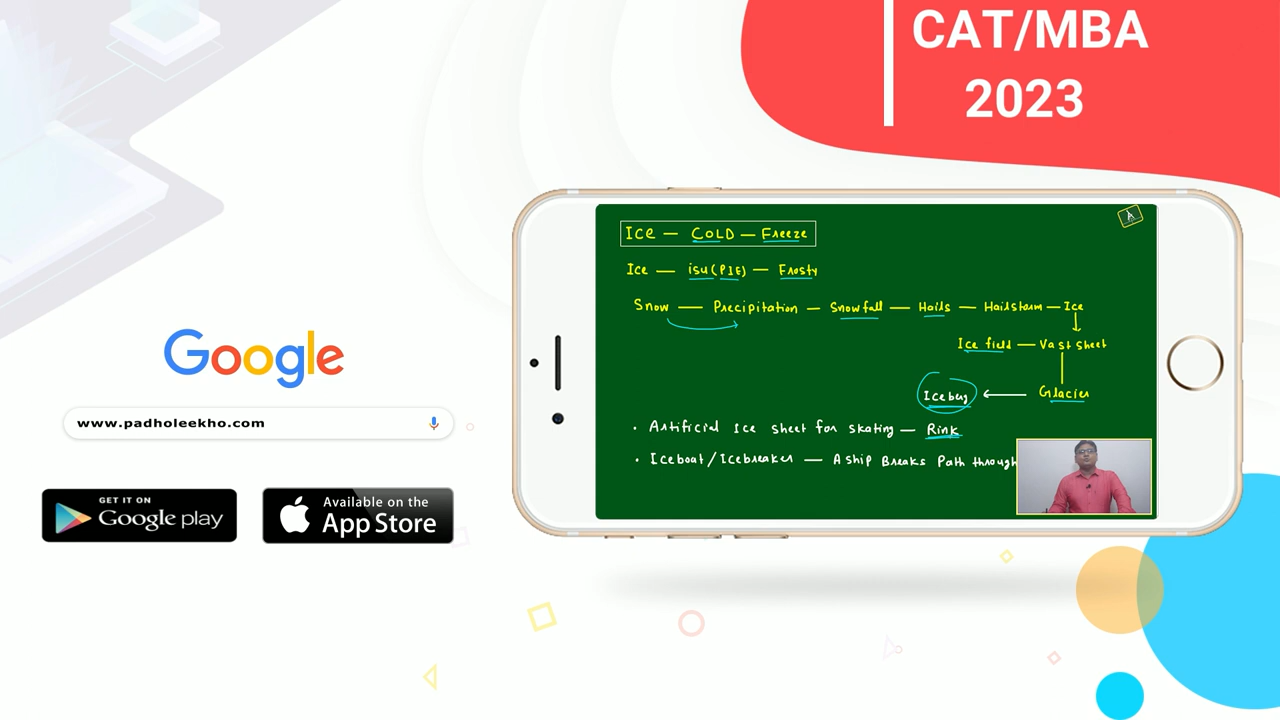 CAT/MBA
2023
ICE — COLD — Freeze
Ice — isu(PIE) — Frosty
Snow — Precipitation — Snowfall — Hails — Hailstorm — Ice
Ice field — Vast sheet
Iceburg ← Glacier
• Artificial Ice sheet for skating — Rink
• Iceboat/Icebreaker — A ship Breaks Path through
Google
www.padholeekho.com
GET IT ON
Google play
Available on the
App Store